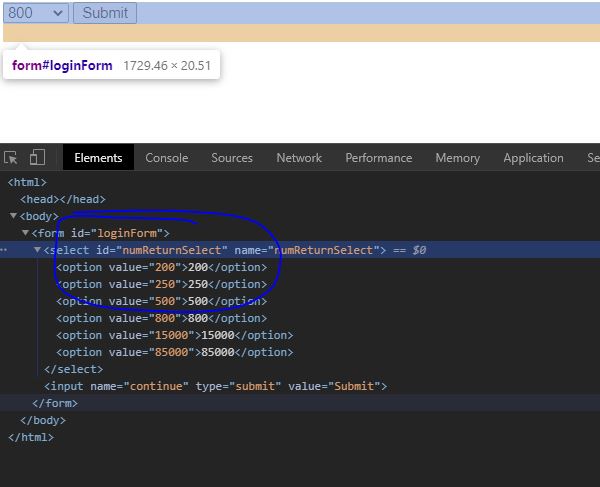 800 Submit
form#loginForm 1729.46 × 20.51
Elements Console Sources Network Performance Memory Application Se
<html>
<head></head>
<body>
<form id="loginForm">
<select id="numReturnSelect" name="numReturnSelect"> == $0
<option value="200">200</option>
<option value="250">250</option>
<option value="500">500</option>
<option value="800">800</option>
<option value="15000">15000</option>
<option value="85000">85000</option>
</select>
<input name="continue" type="submit" value="Submit">
</form>
</body>
</html>